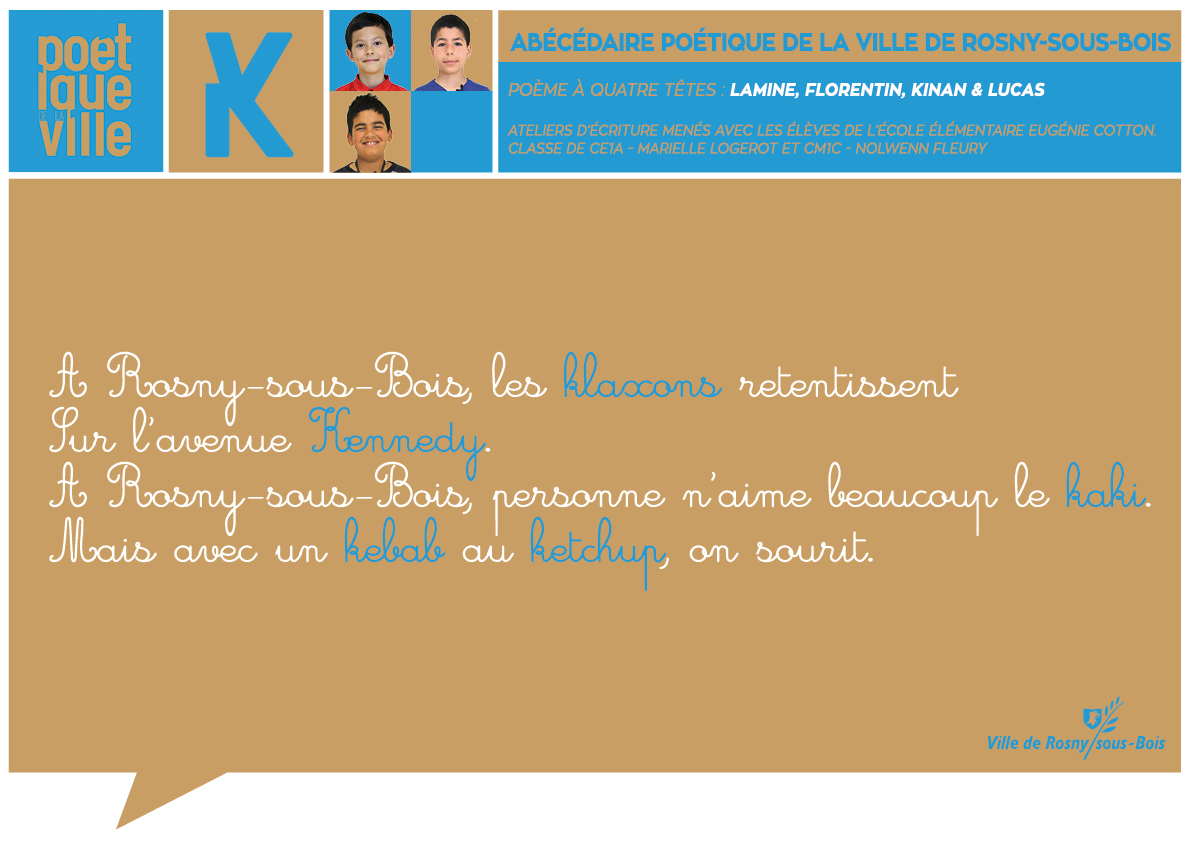 poet
ique
DE LA
ville
K
ABÉCÉDAIRE POÉTIQUE DE LA VILLE DE ROSNY-SOUS-BOIS
POÈME À QUATRE TÊTES : LAMINE, FLORENTIN, KINAN & LUCAS
ATELIERS D'ÉCRITURE MENÉS AVEC LES ÉLÈVES DE L'ÉCOLE ÉLÉMENTAIRE EUGÉNIE COTTON.
CLASSE DE CE1A - MARIELLE LOGEROT ET CM1C - NOLWENN FLEURY
A Rosny-sous-Bois, les klaxons retentissent
Sur l'avenue Kennedy.
A Rosny-sous-Bois, personne n'aime beaucoup le kaki.
Mais avec un kebab au ketchup, on sourit.
Ville de Rosny/sous-Bois